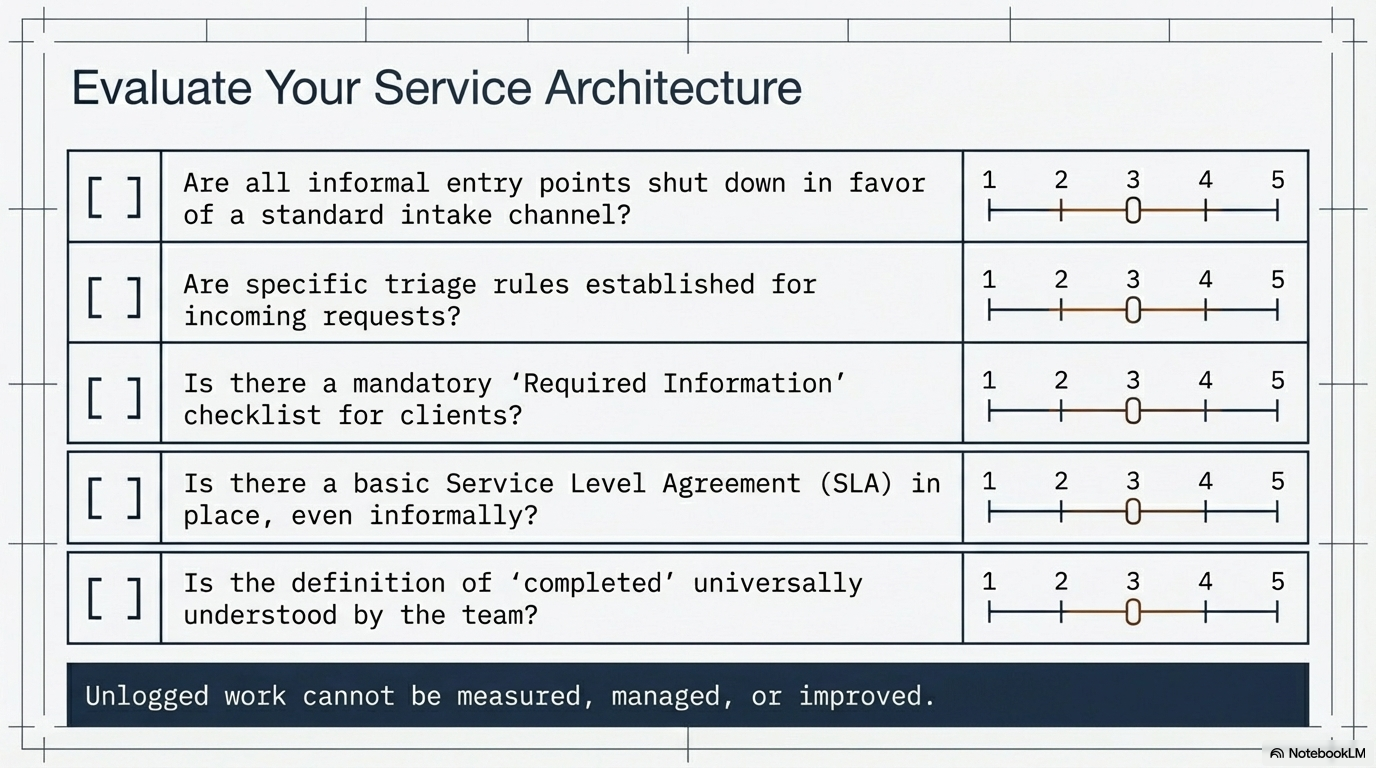 Evaluate Your Service Architecture
[ ]
Are all informal entry points shut down in favor
of a standard intake channel?
1 2 3 4 5
[ ]
Are specific triage rules established for
incoming requests?
1 2 3 4 5
[ ]
Is there a mandatory ‘Required Information’
checklist for clients?
1 2 3 4 5
[ ]
Is there a basic Service Level Agreement (SLA) in
place, even informally?
1 2 3 4 5
[ ]
Is the definition of ‘completed’ universally
understood by the team?
1 2 3 4 5
Unlogged work cannot be measured, managed, or improved.
NotebookLM